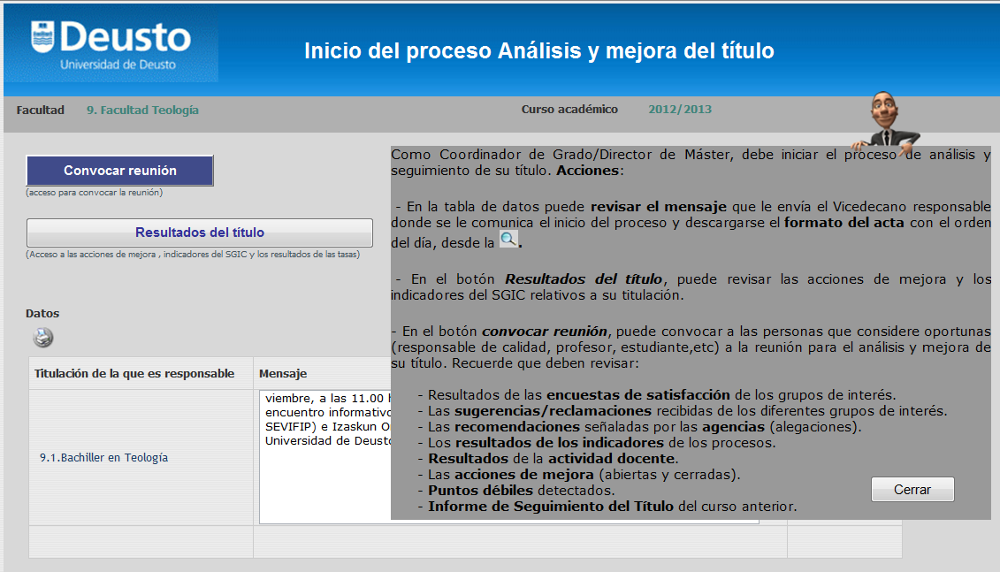 Deusto
Universidad de Deusto
Inicio del proceso Análisis y mejora del título
Facultad 9. Facultad Teología Curso académico 2012/2013
Convocar reunión
(acceso para convocar la reunión)
Resultados del título
(Acceso a las acciones de mejora , indicadores del SGIC y los resultados de las tasas)
Datos
Titulación de la que es responsable Mensaje
viembre, a las 11.00
encuentro informativo
SEVIFIP) e Izaskun
Universidad de Deusto
9.1.Bachiller en Teología
Como Coordinador de Grado/Director de Máster, debe iniciar el proceso de análisis y
seguimiento de su título. Acciones:
- En la tabla de datos puede revisar el mensaje que le envía el Vicedecano responsable
donde se le comunica el inicio del proceso y descargarse el formato del acta con el orden
del día, desde la .
- En el botón Resultados del título, puede revisar las acciones de mejora y los
indicadores del SGIC relativos a su titulación.
- En el botón convocar reunión, puede convocar a las personas que considere oportunas
(responsable de calidad, profesor, estudiante,etc) a la reunión para el análisis y mejora de
su título. Recuerde que deben revisar:
- Resultados de las encuestas de satisfacción de los grupos de interés.
- Las sugerencias/reclamaciones recibidas de los diferentes grupos de interés.
- Las recomendaciones señaladas por las agencias (alegaciones).
- Los resultados de los indicadores de los procesos.
- Resultados de la actividad docente.
- Las acciones de mejora (abiertas y cerradas).
- Puntos débiles detectados.
- Informe de Seguimiento del Título del curso anterior.
Cerrar